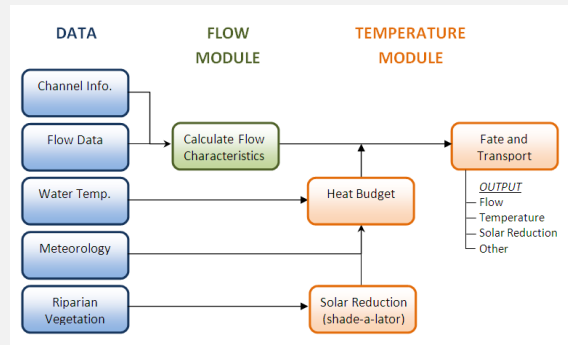 DATA
FLOW
MODULE
TEMPERATURE
MODULE
Channel Info.
Flow Data
Calculate Flow
Characteristics
Fate and
Transport
Water Temp.
Heat Budget
OUTPUT
Flow
Temperature
Solar Reduction
Other
Meteorology
Riparian
Vegetation
Solar Reduction
(shade-a-lator)